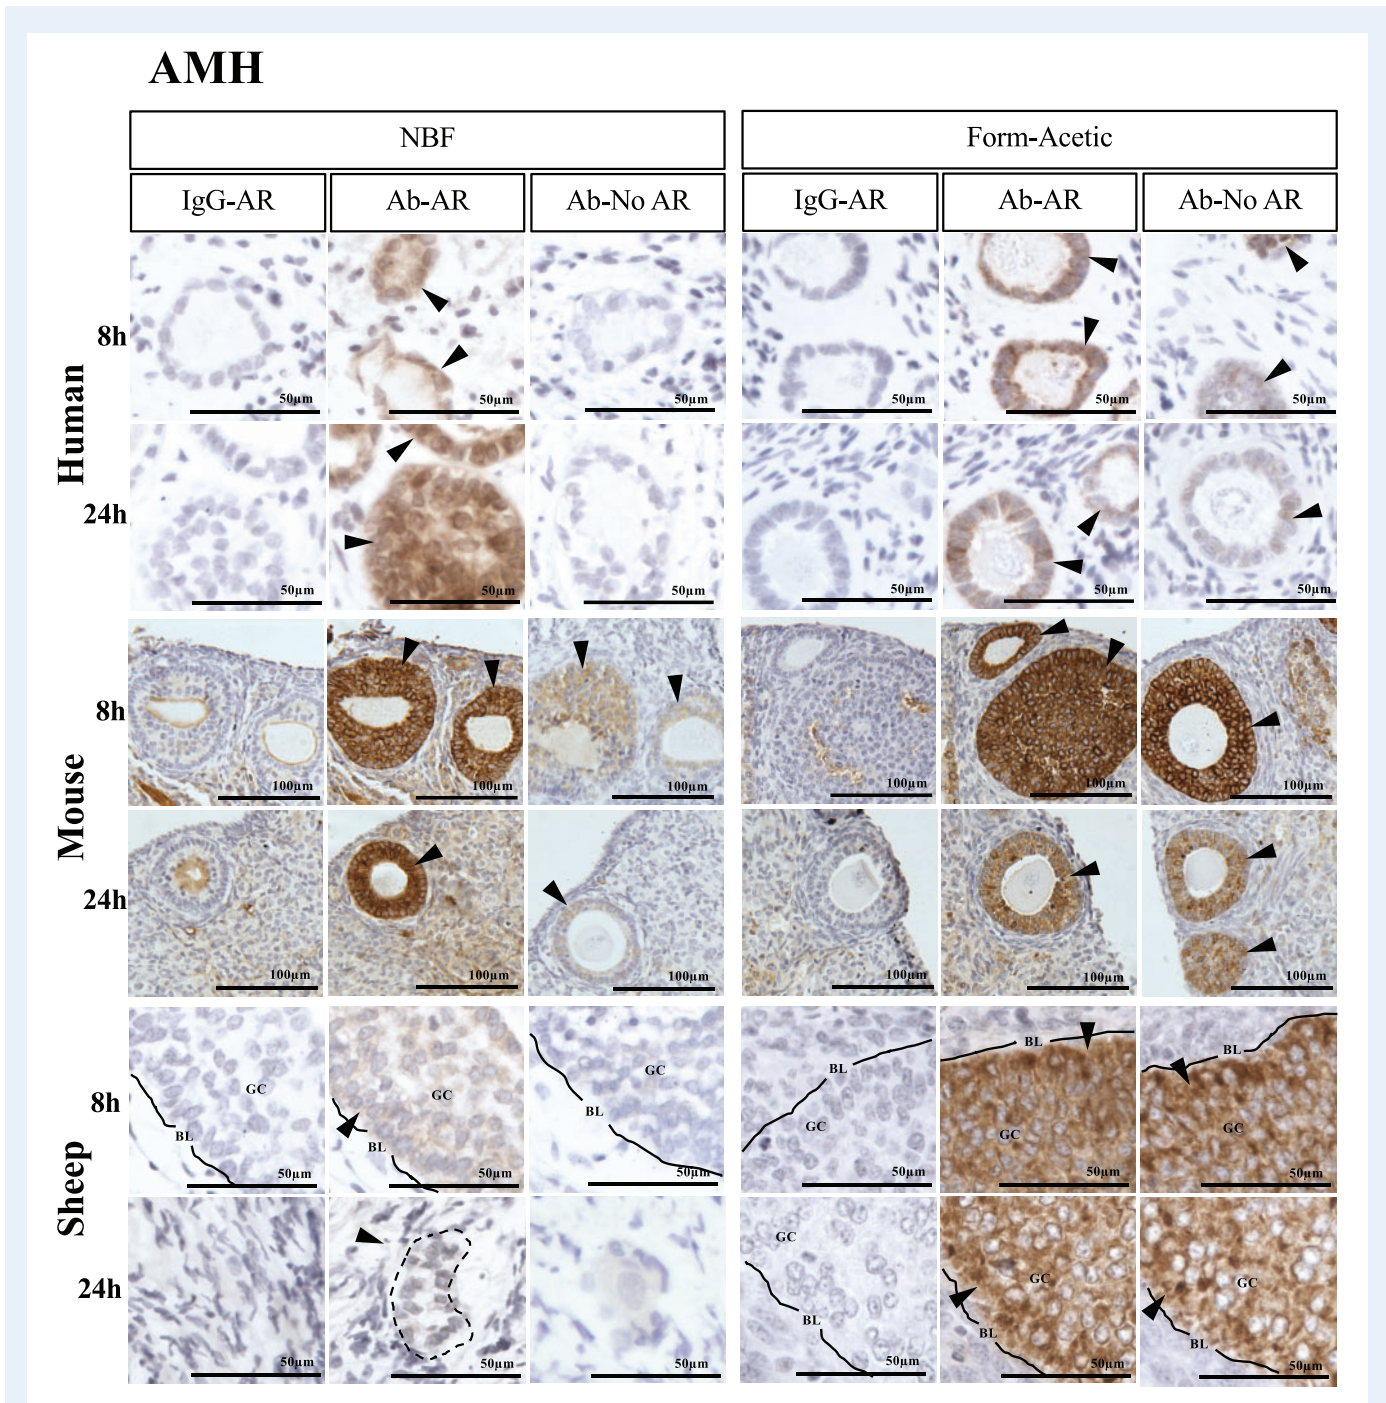 AMH
NBF Form-Acetic
IgG-AR Ab-AR Ab-No AR IgG-AR Ab-AR Ab-No AR
Human
8h
50µm 50µm 50µm 50µm 50µm 50µm
24h
50µm 50µm 50µm 50µm 50µm 50µm
Mouse
8h
100µm 100µm 100µm 100µm 100µm 100µm
24h
100µm 100µm 100µm 100µm 100µm 100µm
Sheep
8h
GC BL 50µm GC BL 50µm GC BL 50µm BL GC 50µm BL GC 50µm BL GC 50µm
24h
50µm 50µm 50µm GC BL 50µm GC BL 50µm GC BL 50µm